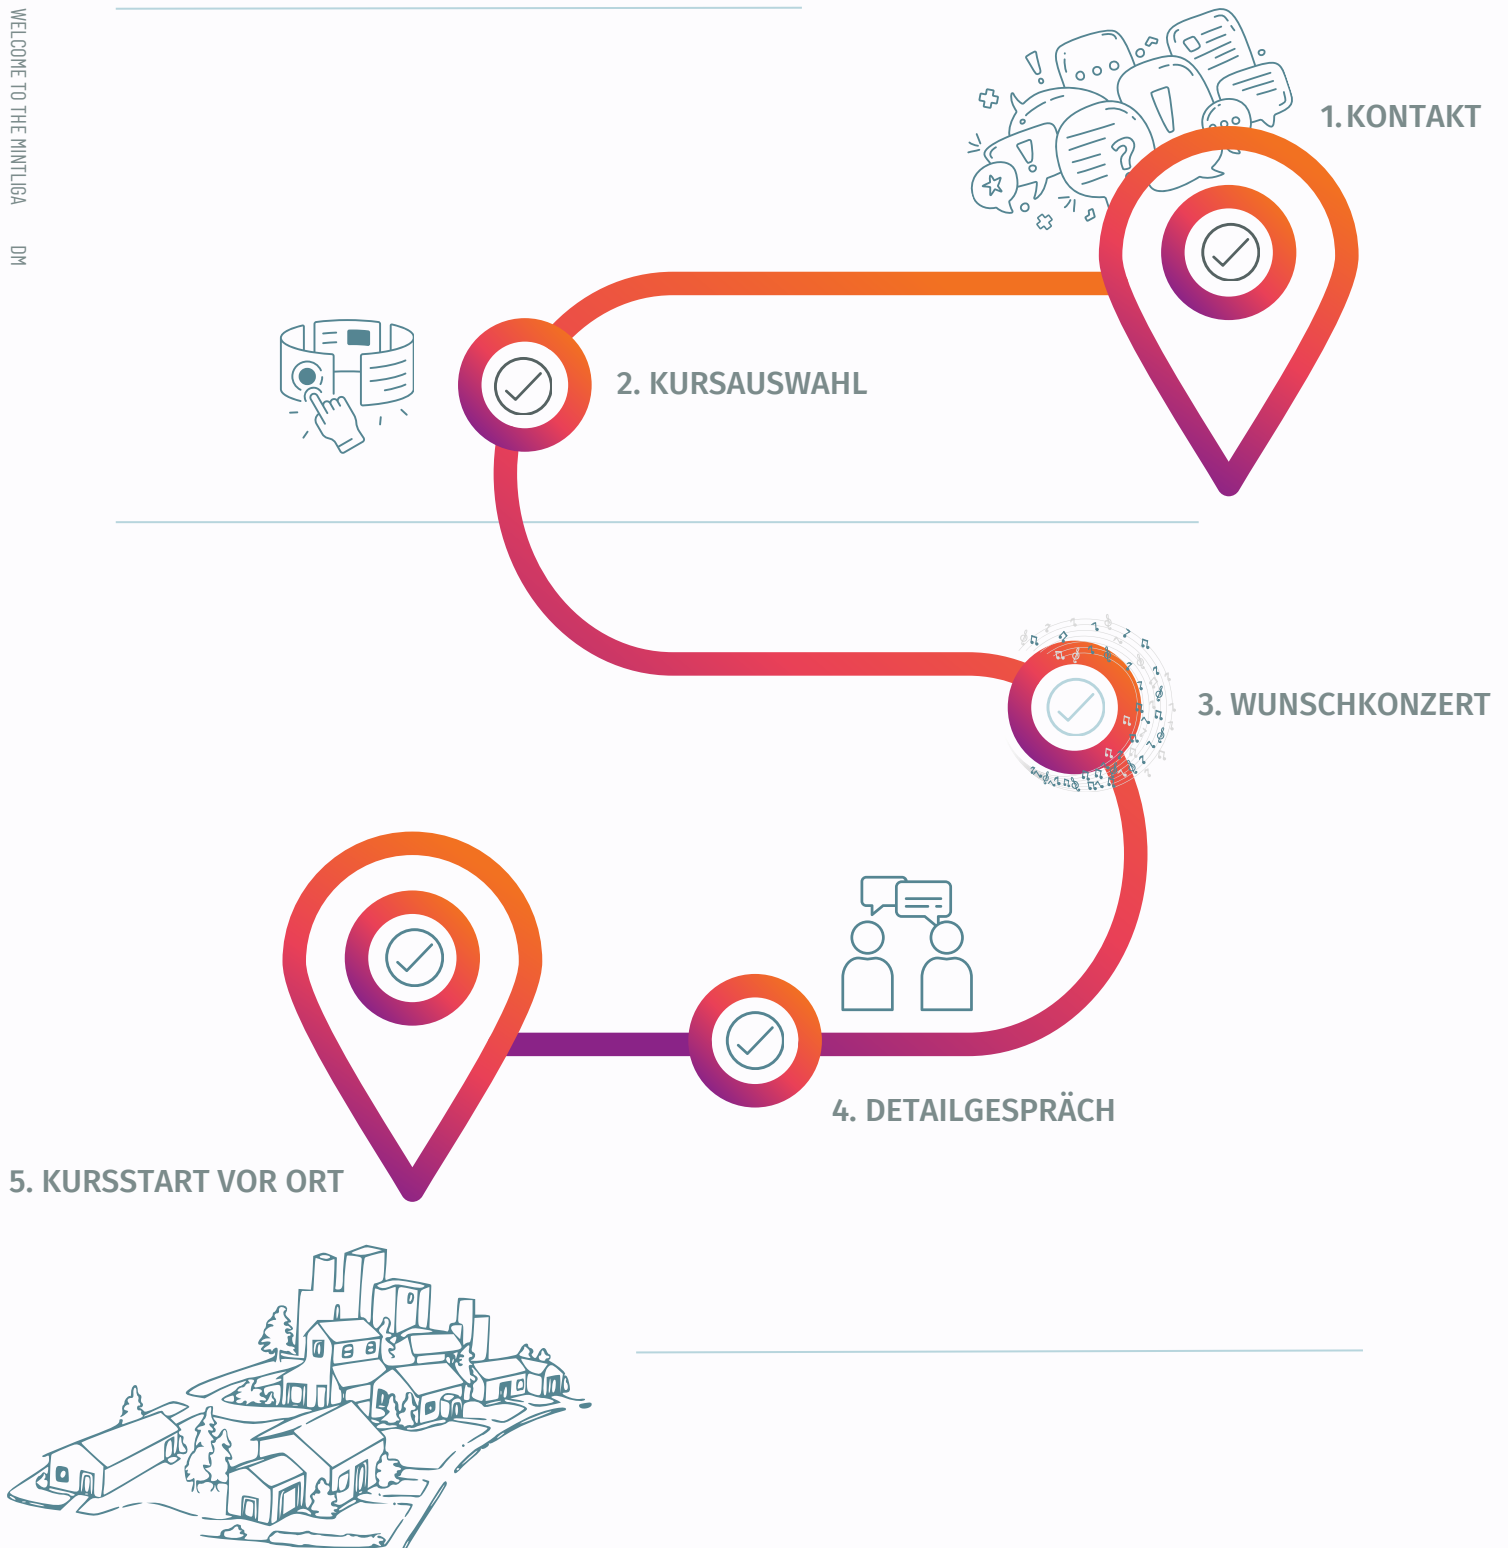 WELCOME TO THE MINTLIGA DM
1. KONTAKT
2. KURSAUSWAHL
3. WUNSCHKONZERT
4. DETAILGESPRÄCH
5. KURSSTART VOR ORT